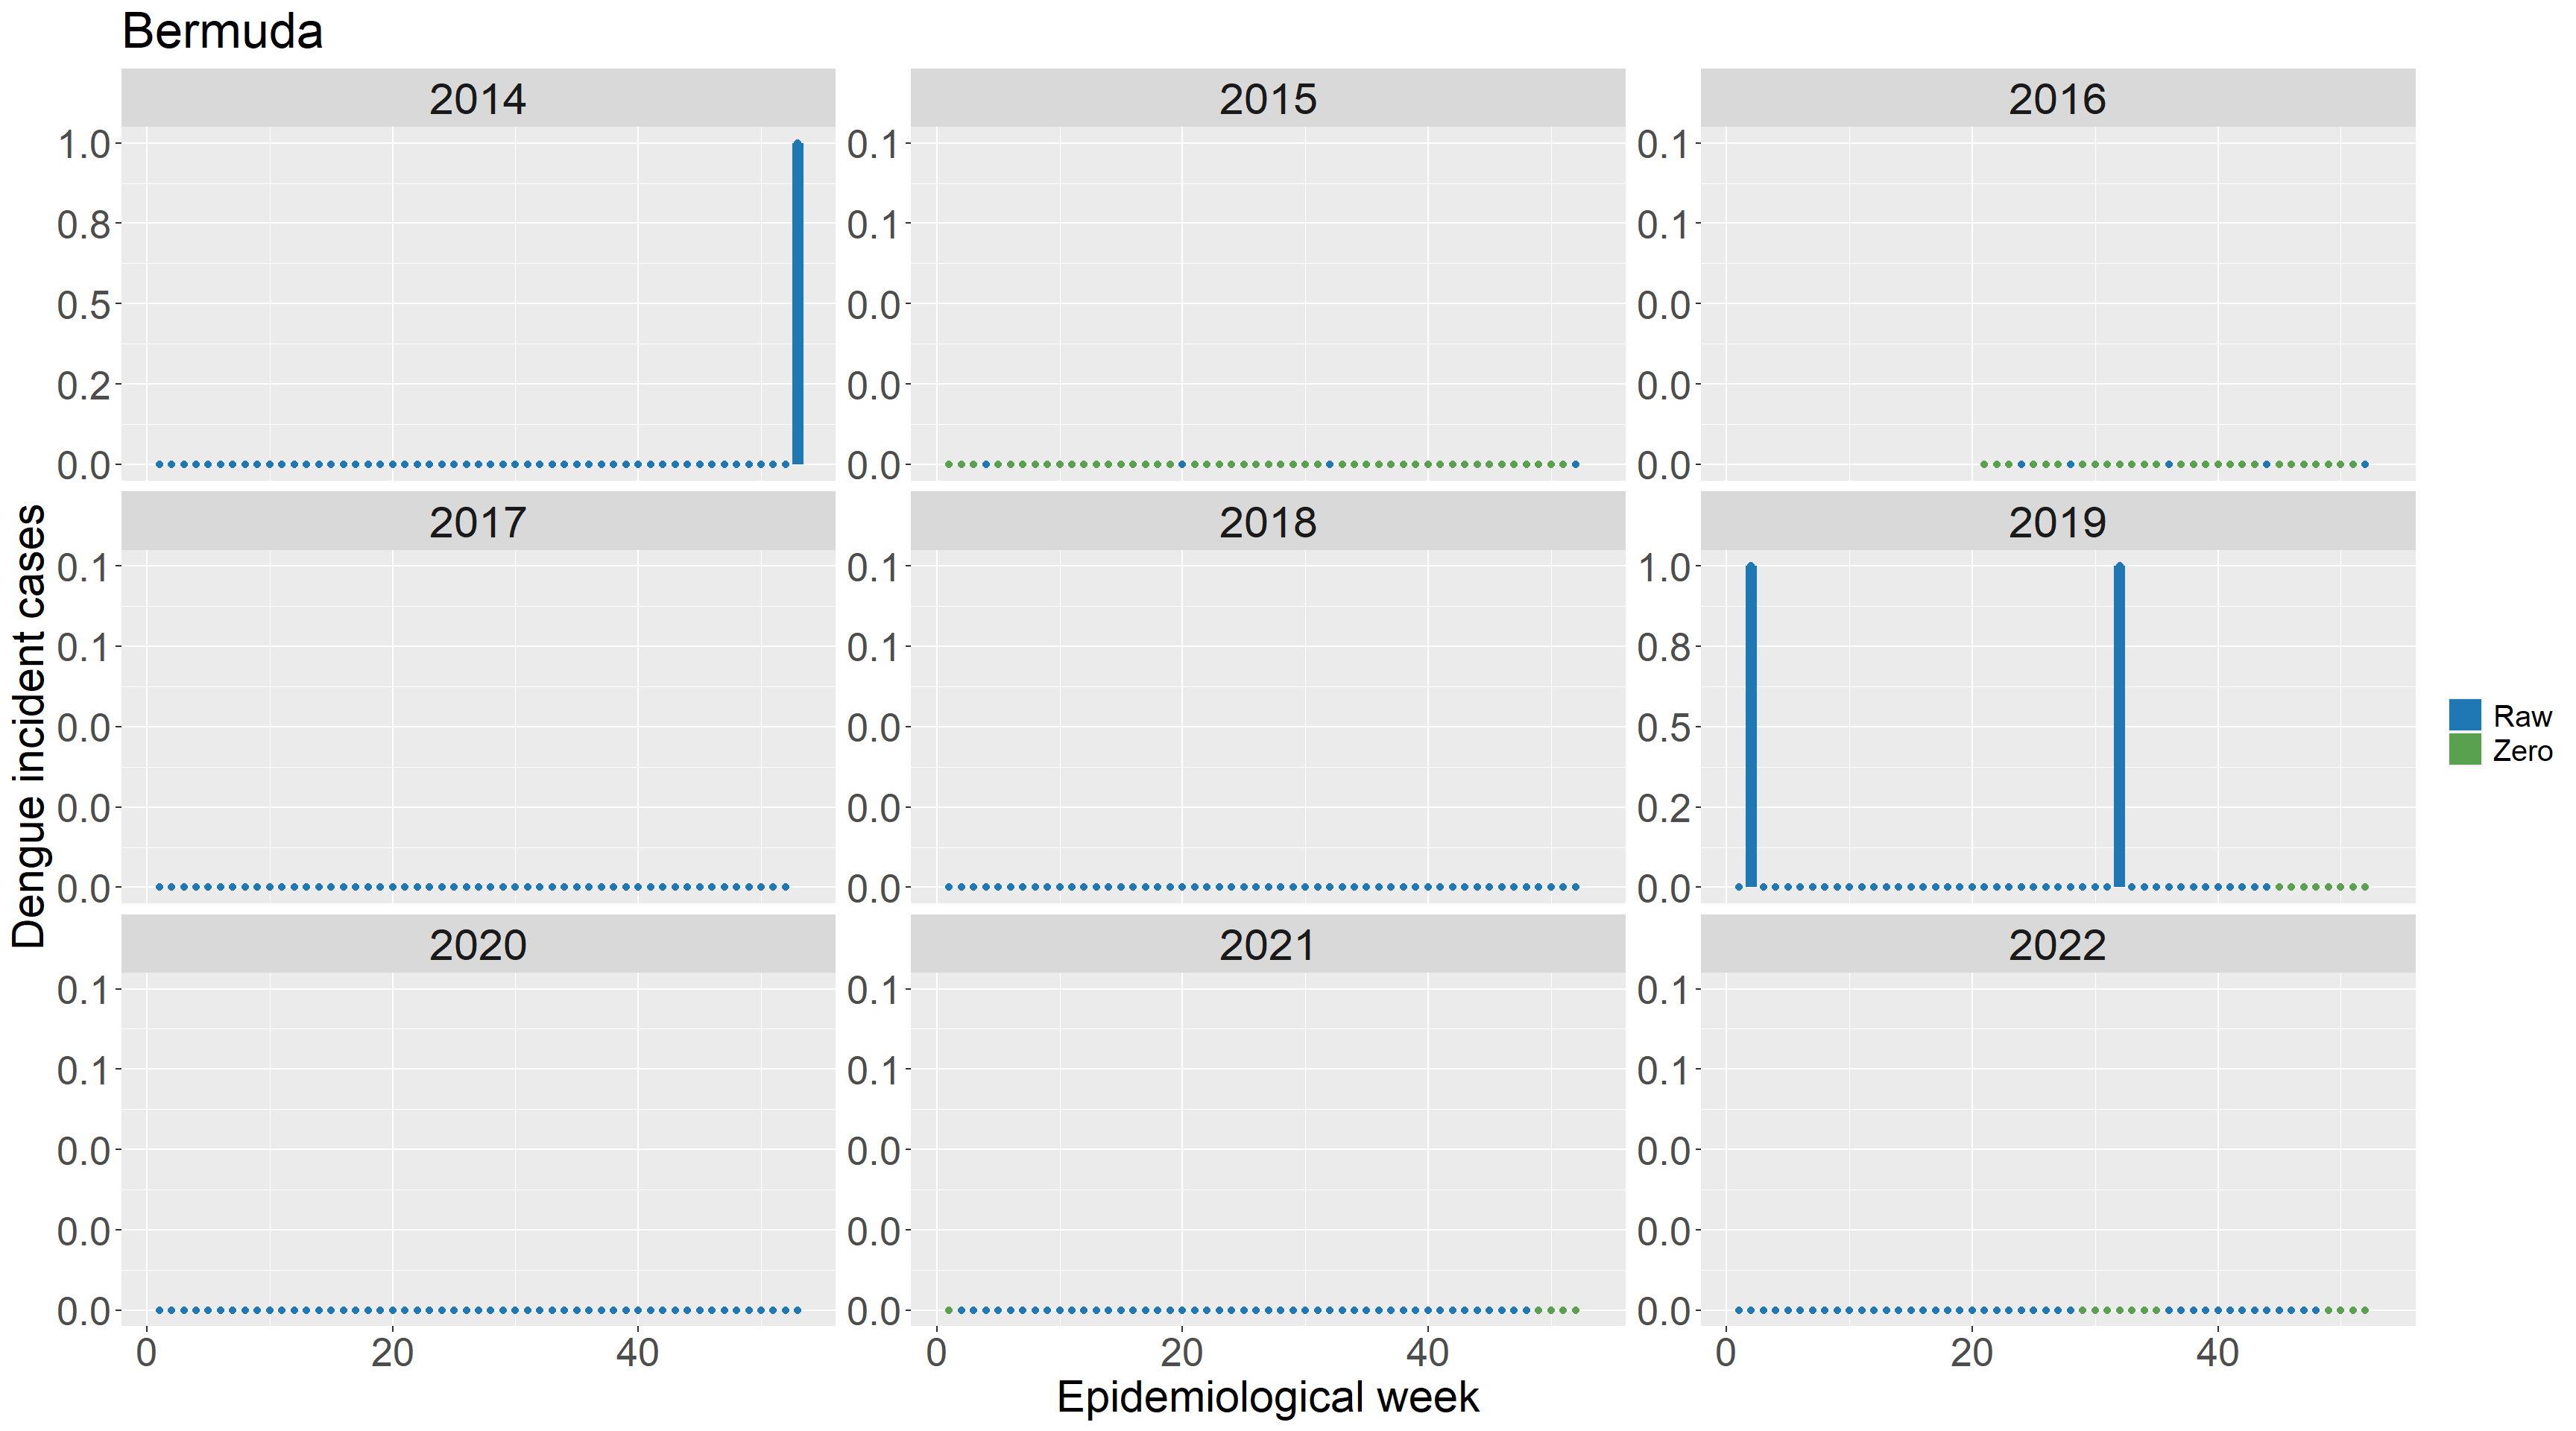 Bermuda
2014 2015 2016
1.0 0.1 0.1
0.8 0.1 0.1
0.5 0.0 0.0
0.2 0.0 0.0
0.0 0.0 0.0
2017 2018 2019
0.1 0.1 1.0
0.1 0.1 0.8
0.0 0.0 0.5
0.0 0.0 0.2
0.0 0.0 0.0
2020 2021 2022
0.1 0.1 0.1
0.1 0.1 0.1
0.0 0.0 0.0
0.0 0.0 0.0
0.0 0.0 0.0
0 20 40 0 20 40 0 20 40
Epidemiological week
Dengue incident cases
Raw
Zero